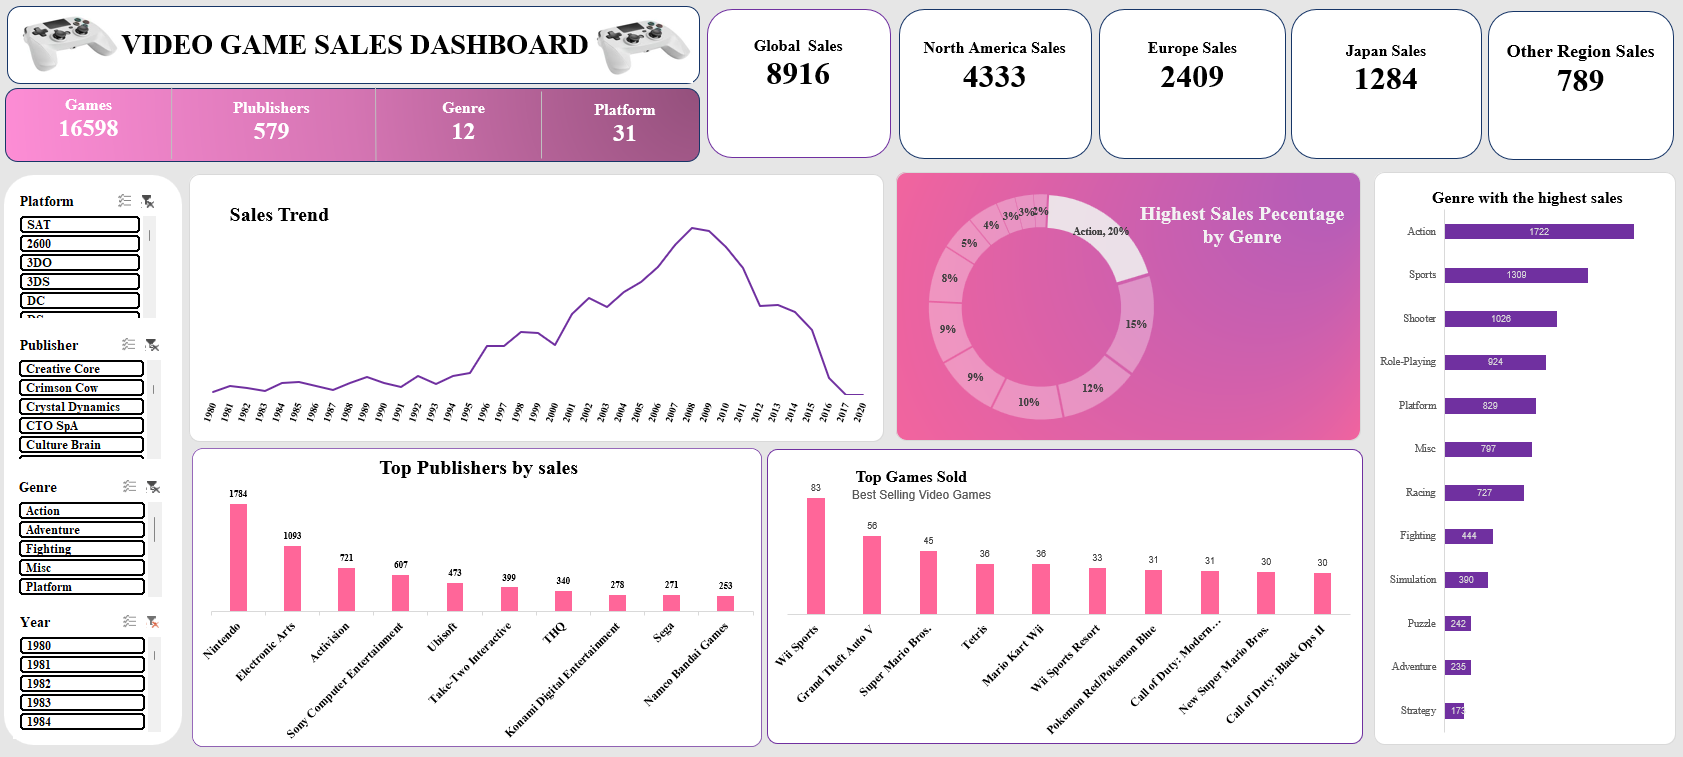 VIDEO GAME SALES DASHBOARD
Games
16598
Plublishers
579
Genre
12
Platform
31
Global  Sales
8916
North America Sales
4333
Europe Sales
2409
Japan Sales
1284
Other Region Sales
789
Platform
SAT
2600
3DO
3DS
DC
Publisher
Creative Core
Crimson Cow
Crystal Dynamics
CTO SpA
Culture Brain
Genre
Action
Adventure
Fighting
Misc
Platform
Year
1980
1981
1982
1983
1984
Sales Trend
1980 1981 1982 1983 1984 1985 1986 1987 1988 1989 1990 1991 1992 1993 1994 1995 1996 1997 1998 1999 2000 2001 2002 2003 2004 2005 2006 2007 2008 2009 2010 2011 2012 2013 2014 2015 2016 2017 2020
Highest Sales Pecentage
by Genre
Action, 20%
15%
12%
10%
9%
9%
8%
5%
4%
3%
3%
2%
Genre with the highest sales
Action 1722
Sports 1309
Shooter 1026
Role-Playing 924
Platform 829
Misc 797
Racing 727
Fighting 444
Simulation 390
Puzzle 242
Adventure 235
Strategy 173
Top Publishers by sales
1784 1093 721 607 473 399 340 278 271 253
Nintendo
Electronic Arts
Activision
Sony Computer Entertainment
Ubisoft
Take-Two Interactive
THQ
Konami Digital Entertainment
Sega
Namco Bandai Games
Top Games Sold
Best Selling Video Games
83 56 45 36 36 33 31 31 30 30
Wii Sports
Grand Theft Auto V
Super Mario Bros.
Tetris
Mario Kart Wii
Wii Sports Resort
Pokemon Red/Pokemon Blue
Call of Duty: Modern...
New Super Mario Bros.
Call of Duty: Black Ops II